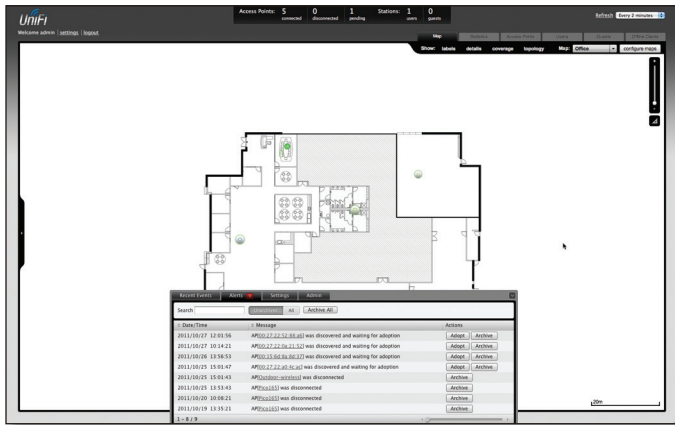 UniFi
Welcome admin | settings | logout
Access Points: 5 connected 0 disconnected 1 pending Stations: 1 users 0 guests
Refresh Every 2 minutes
Map Access Points Users Guests
Show: labels details coverage topology Map: Office configure maps
20m
Recent Events Alerts Settings Admin
Search All Archive All
Date/Time Message Actions
2011/10/27 12:01:56 AP[00:27:22:52:88:a6] was discovered and waiting for adoption Adopt Archive
2011/10/27 10:14:21 AP[00:27:22:0a:21:52] was discovered and waiting for adoption Adopt Archive
2011/10/26 13:56:53 AP[00:15:6d:8a:8d:17] was discovered and waiting for adoption Adopt Archive
2011/10/25 15:01:47 AP[00:27:22:a0:4c:ac] was discovered and waiting for adoption Adopt Archive
2011/10/25 15:01:43 AP[Outdoor-wireless] was disconnected Archive
2011/10/25 13:53:43 AP[Pico165] was disconnected Archive
2011/10/20 10:08:21 AP[Pico165] was disconnected Archive
2011/10/19 13:35:21 AP[Pico165] was disconnected Archive
1 - 8 / 9